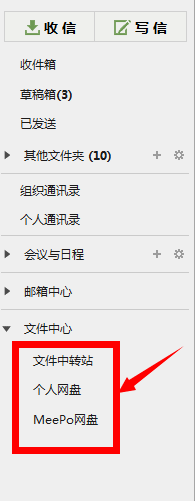 收信 写信
收件箱
草稿箱(3)
已发送
其他文件夹 (10)
组织通讯录
个人通讯录
会议与日程
邮箱中心
文件中心
文件中转站
个人网盘
MeePo网盘